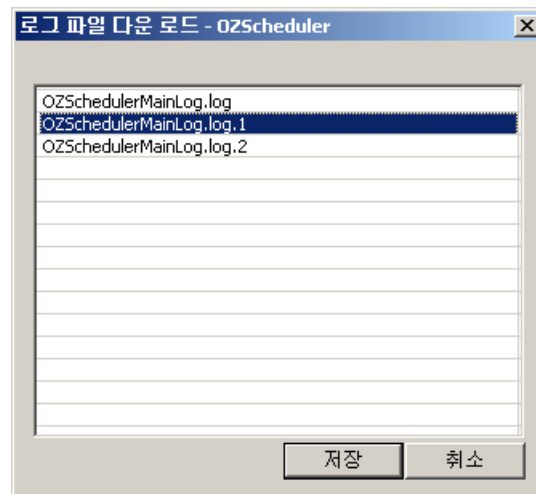 로그 파일 다운 로드 - OZScheduler
OZSchedulerMainLog.log
OZSchedulerMainLog.log.1
OZSchedulerMainLog.log.2
저장 취소